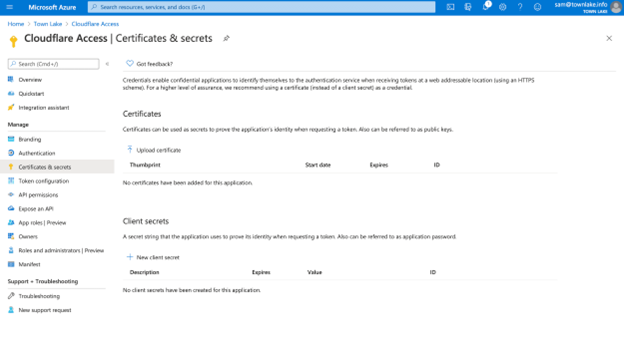 Microsoft Azure
Search resources, services, and docs (G+/)
sam@townlake.info
TOWN LAKE
Home > Town Lake > Cloudflare Access
Cloudflare Access | Certificates & secrets
Search (Cmd+/)
Got feedback?
Overview
Quickstart
Integration assistant
Manage
Branding
Authentication
Certificates & secrets
Token configuration
API permissions
Expose an API
App roles | Preview
Owners
Roles and administrators | Preview
Manifest
Support + Troubleshooting
Troubleshooting
New support request
Credentials enable confidential applications to identify themselves to the authentication service when receiving tokens at a web addressable location (using an HTTPS
scheme). For a higher level of assurance, we recommend using a certificate (instead of a client secret) as a credential.
Certificates
Certificates can be used as secrets to prove the application's identity when requesting a token. Also can be referred to as public keys.
Upload certificate
Thumbprint Start date Expires ID
No certificates have been added for this application.
Client secrets
A secret string that the application uses to prove its identity when requesting a token. Also can be referred to as application password.
New client secret
Description Expires Value ID
No client secrets have been created for this application.